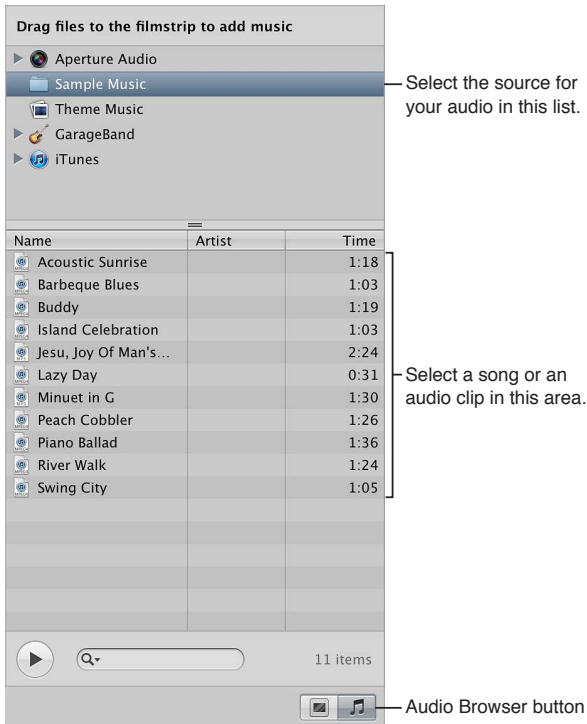 Drag files to the filmstrip to add music
Aperture Audio
Sample Music
Theme Music
GarageBand
iTunes
Select the source for
your audio in this list.
Name Artist Time
Acoustic Sunrise 1:18
Barbeque Blues 1:03
Buddy 1:19
Island Celebration 1:03
Jesu, Joy Of Man's... 2:24
Lazy Day 0:31
Minuet in G 1:30
Peach Cobbler 1:26
Piano Ballad 1:36
River Walk 1:24
Swing City 1:05
Select a song or an
audio clip in this area.
11 items
Audio Browser button